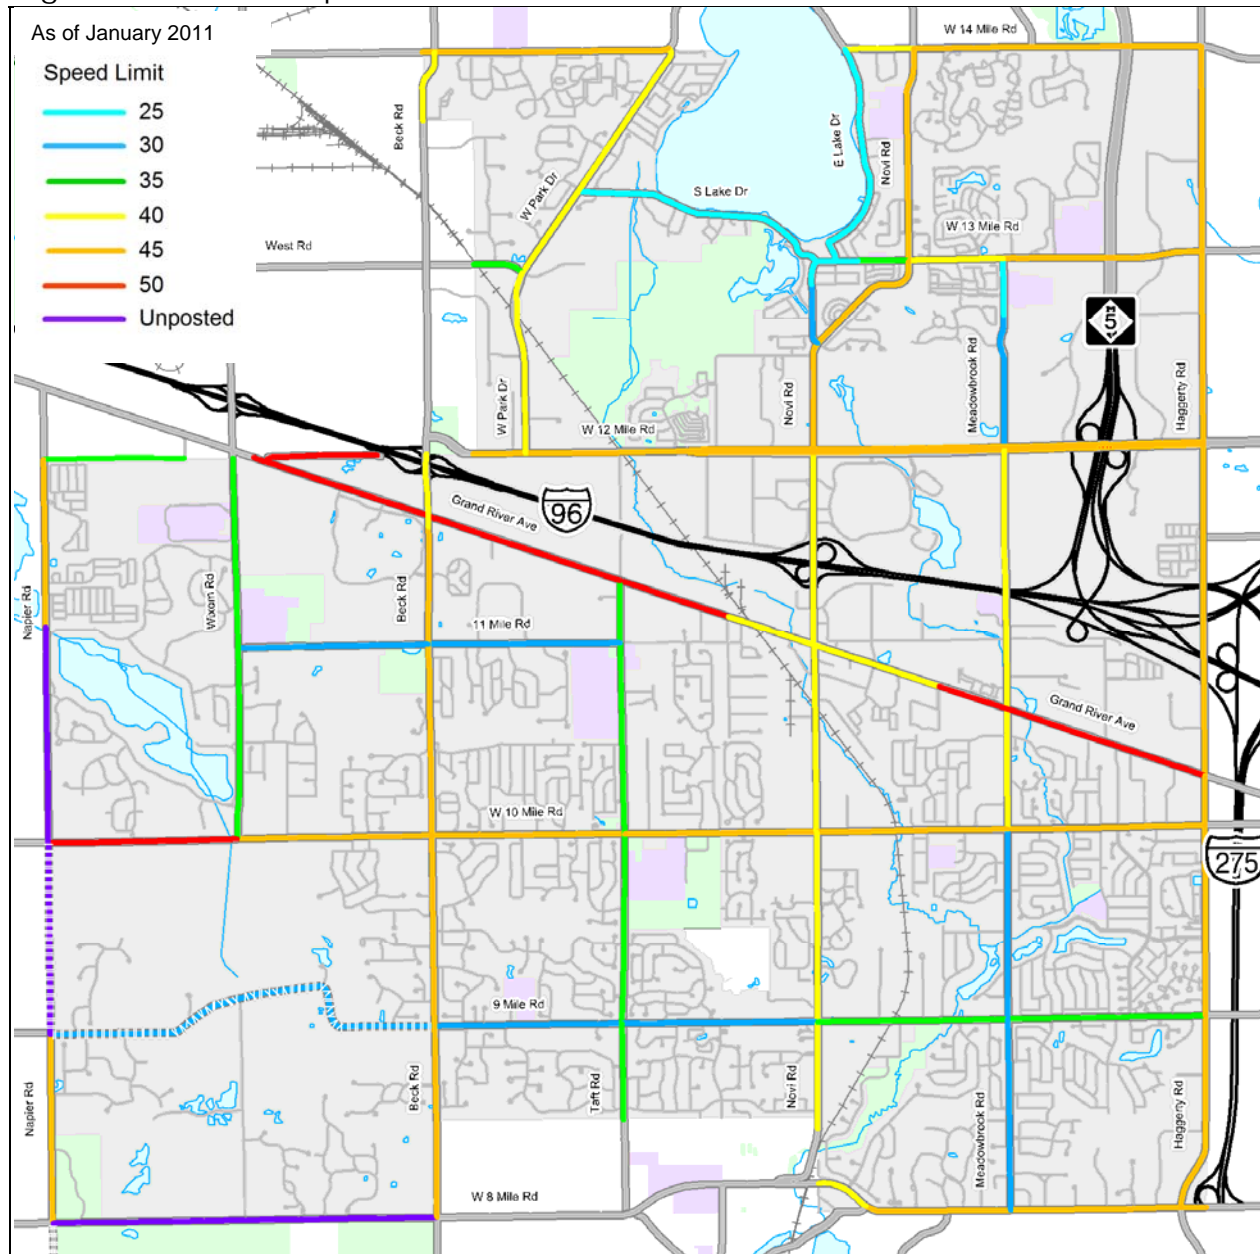 As of January 2011
Speed Limit
25
30
35
40
45
50
Unposted
W 14 Mile Rd
Beck Rd
E Lake Dr
Novi Rd
W Park Dr
S Lake Dr
W 13 Mile Rd
West Rd
5
W Park Dr
Novi Rd
Meadowbrook Rd
Haggerty Rd
W 12 Mile Rd
Grand River Ave
96
Napier Rd
Wixom Rd
Beck Rd
11 Mile Rd
Grand River Ave
W 10 Mile Rd
275
9 Mile Rd
Napier Rd
Beck Rd
Taft Rd
Novi Rd
Meadowbrook Rd
Haggerty Rd
W 8 Mile Rd